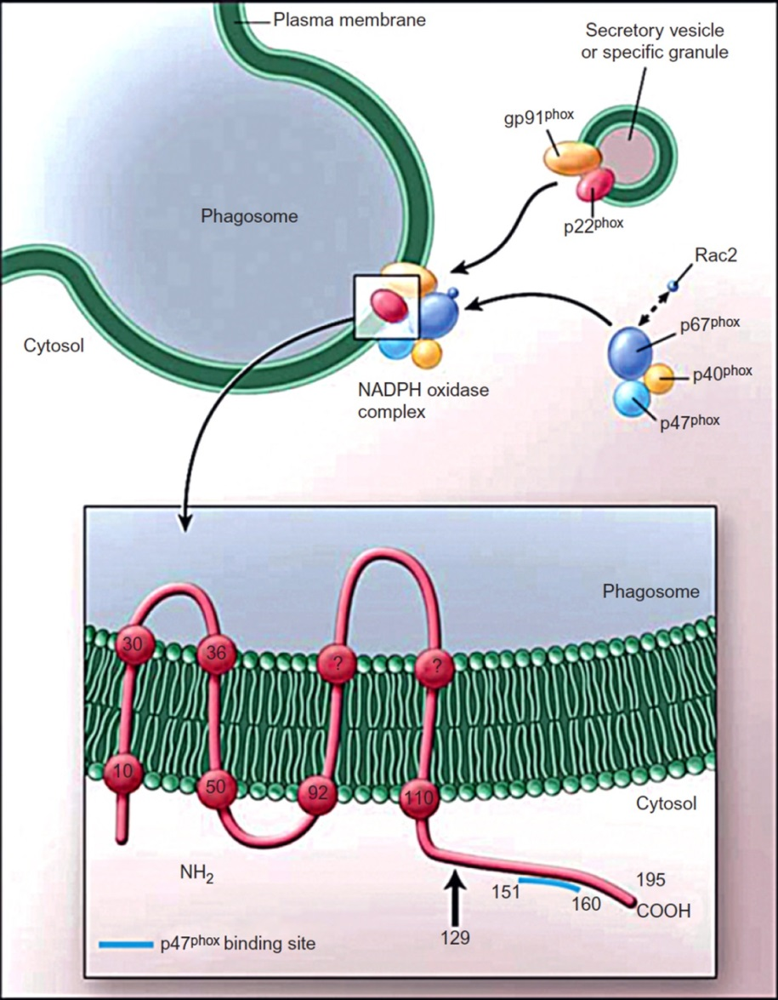 Plasma membrane
Secretory vesicle
or specific granule
gp91phox
Phagosome
p22phox
Rac2
p67phox
Cytosol
p40phox
NADPH oxidase
complex
p47phox
Phagosome
30
36
?
?
10
50
92
110
Cytosol
NH2
195
151
160
COOH
129
p47phox binding site